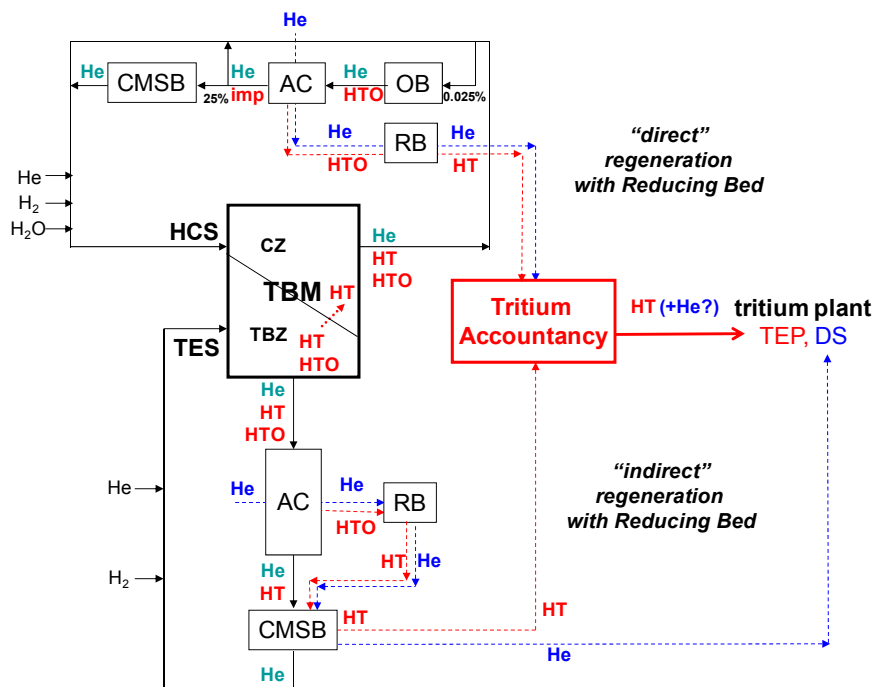 He
He
CMSB
He
AC
He
OB
25%
imp
HTO
0.025%
He
RB
He
HTO
HT
“direct”
regeneration
with Reducing Bed
He
H2
H2O
HCS
CZ
He
HT
HTO
TBM
HT
TBZ
HT
HTO
TES
Tritium
Accountancy
HT (+He?)
tritium plant
TEP, DS
He
HT
HTO
“indirect”
regeneration
with Reducing Bed
He
He
AC
He
RB
HTO
H2
He
HT
HT
He
CMSB
HT
HT
He
He